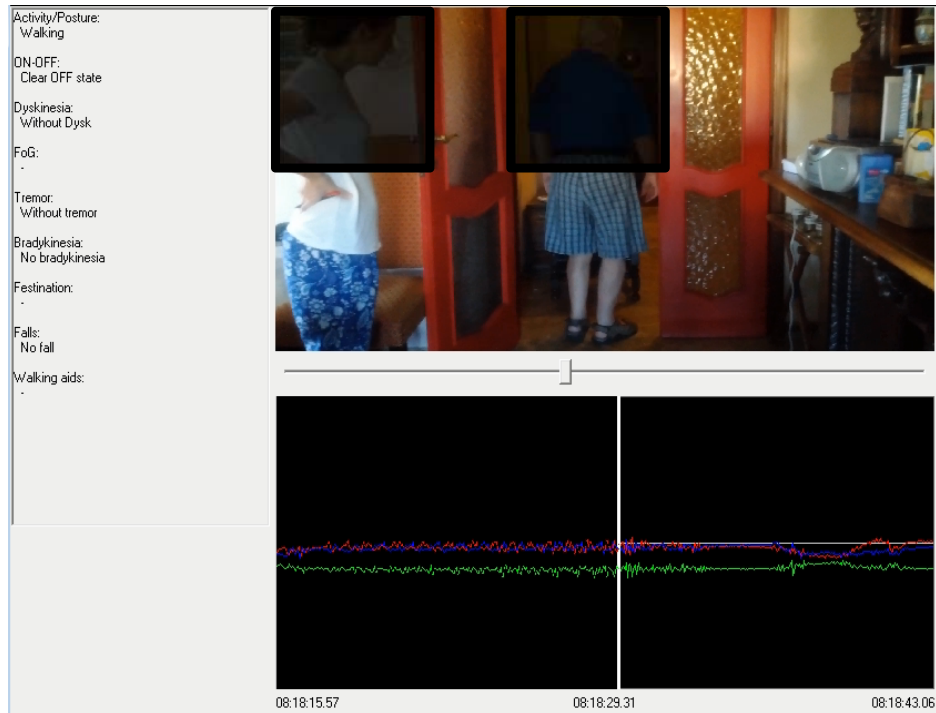 Activity/Posture:
Walking
ON-OFF:
Clear OFF state
Dyskinesia:
Without Dysk
FoG:
-
Tremor:
Without tremor
Bradykinesia:
No bradykinesia
Festination:
-
Falls:
No fall
Walking aids:
-
08:18:15.57 08:18:29.31 08:18:43.06